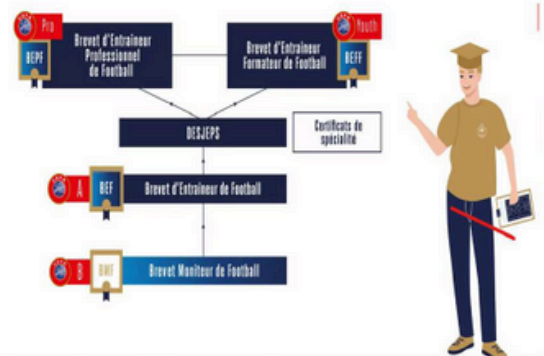 Pro
BEPF
Brevet d'Entraîneur
Professionnel
de Football
Brevet d'Entraîneur
Formateur de Football
Youth
BEFF
DESJEPS
Certificats de
spécialité
A
BEF
Brevet d'Entraîneur de Football
B
BMF
Brevet Moniteur de Football